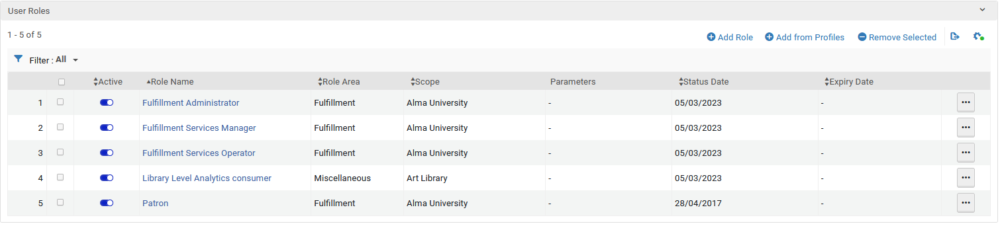 User Roles
1 - 5 of 5
Add Role Add from Profiles Remove Selected
Filter : All
Active Role Name Role Area Scope Parameters Status Date Expiry Date
1 Fulfillment Administrator Fulfillment Alma University - 05/03/2023 -
2 Fulfillment Services Manager Fulfillment Alma University - 05/03/2023 -
3 Fulfillment Services Operator Fulfillment Alma University - 05/03/2023 -
4 Library Level Analytics consumer Miscellaneous Art Library - 05/03/2023 -
5 Patron Fulfillment Alma University - 28/04/2017 -